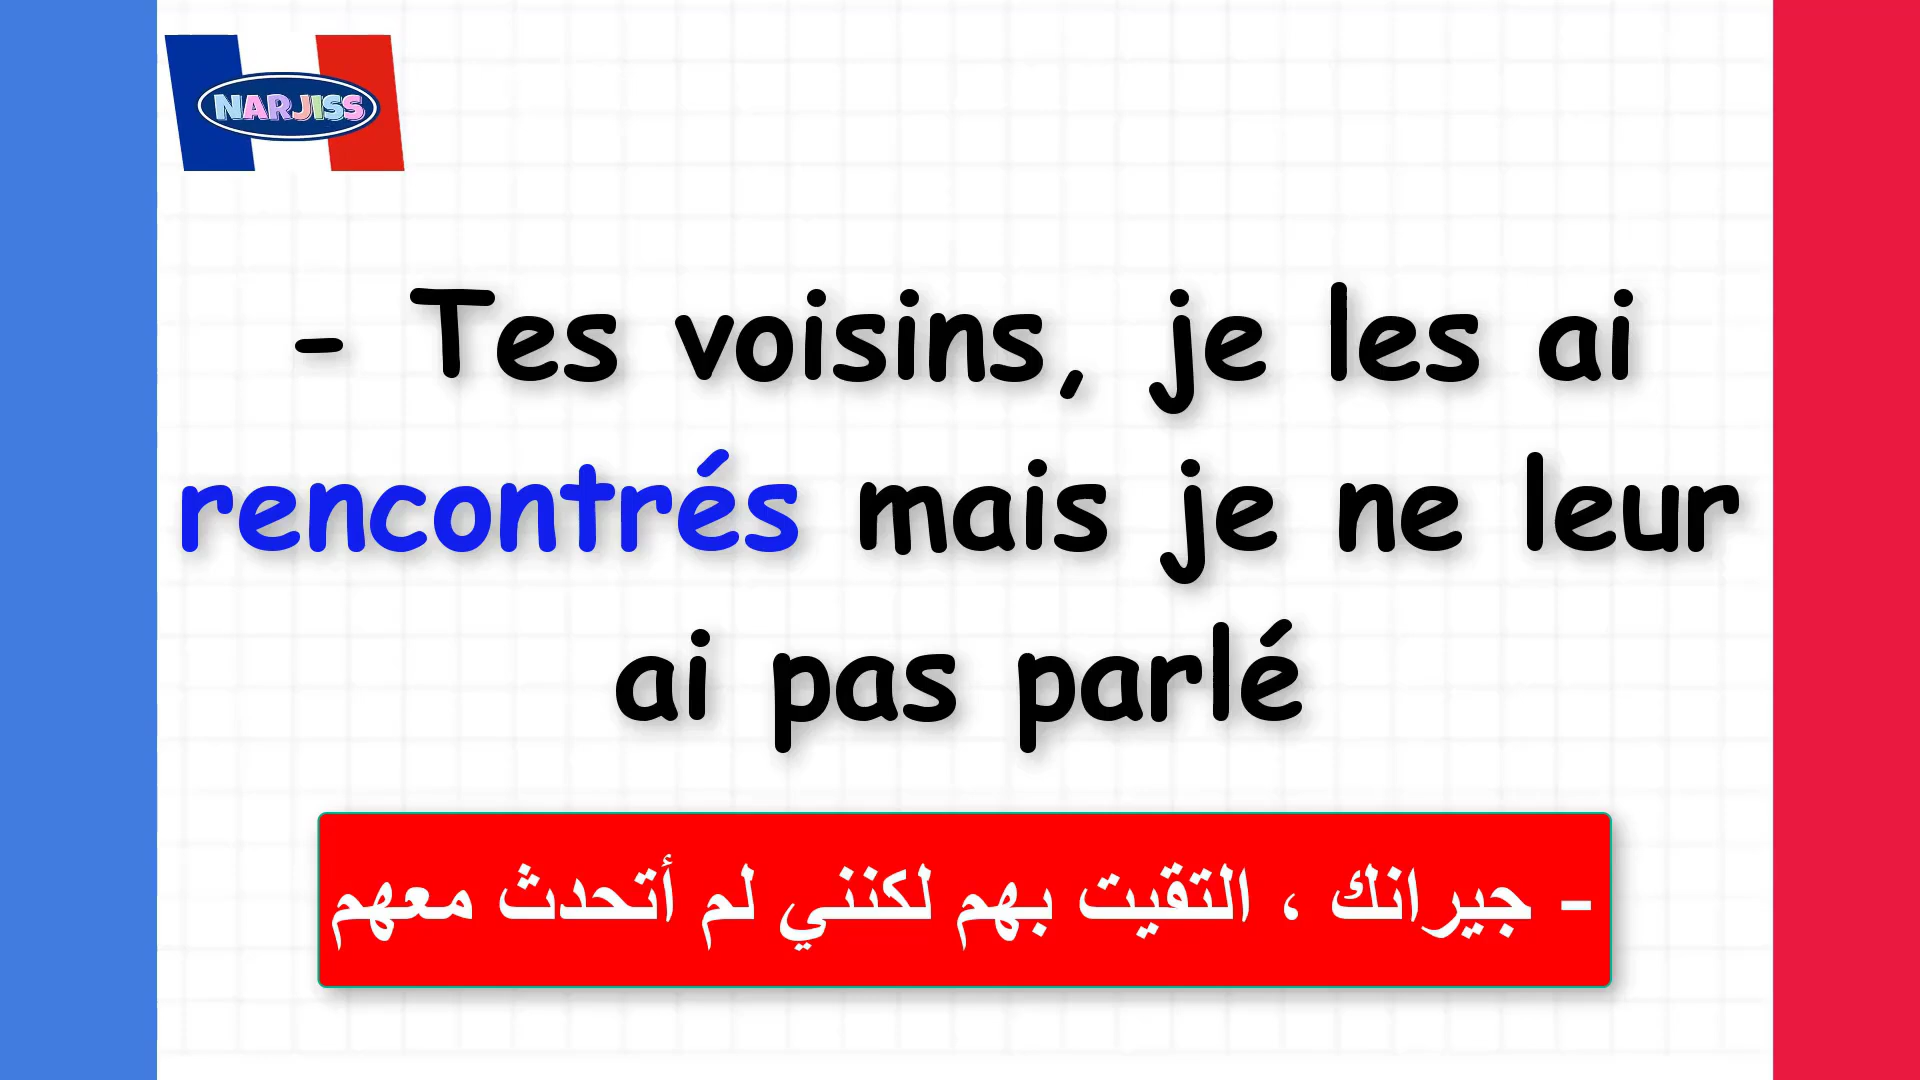 NARJISS
- Tes voisins, je les ai
rencontrés mais je ne leur
ai pas parlé
- جيرانك ، التقيت بهم لكنني لم أتحدث معهم